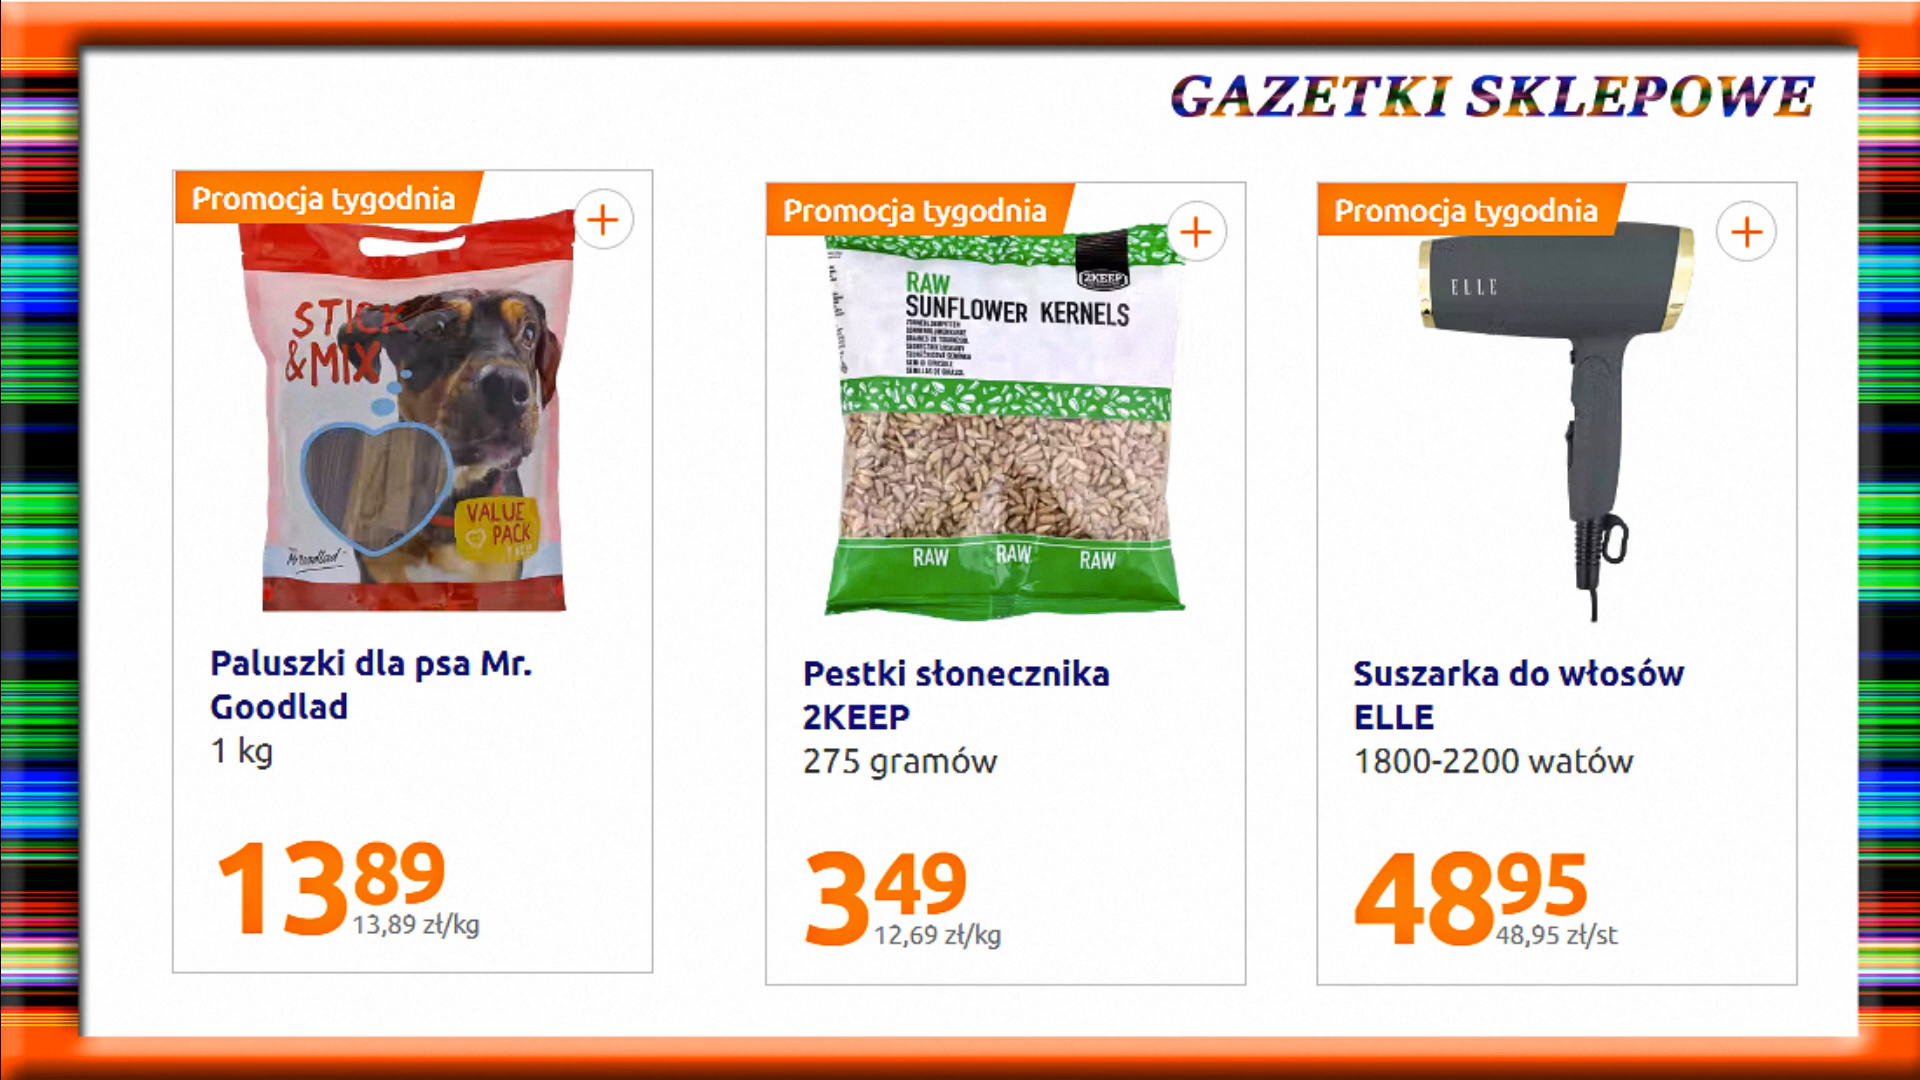 GAZETKI SKLEPOWE
Promocja tygodnia
STICK
&MIX
VALUE
PACK
Mr Goodlad
Paluszki dla psa Mr.
Goodlad
1 kg
13 89
13,89 zł/kg
Promocja tygodnia
2KEEP
RAW
SUNFLOWER KERNELS
RAW RAW RAW
Pestki słonecznika
2KEEP
275 gramów
3 49
12,69 zł/kg
Promocja tygodnia
ELLE
Suszarka do włosów
ELLE
1800-2200 watów
48 95
48,95 zł/st